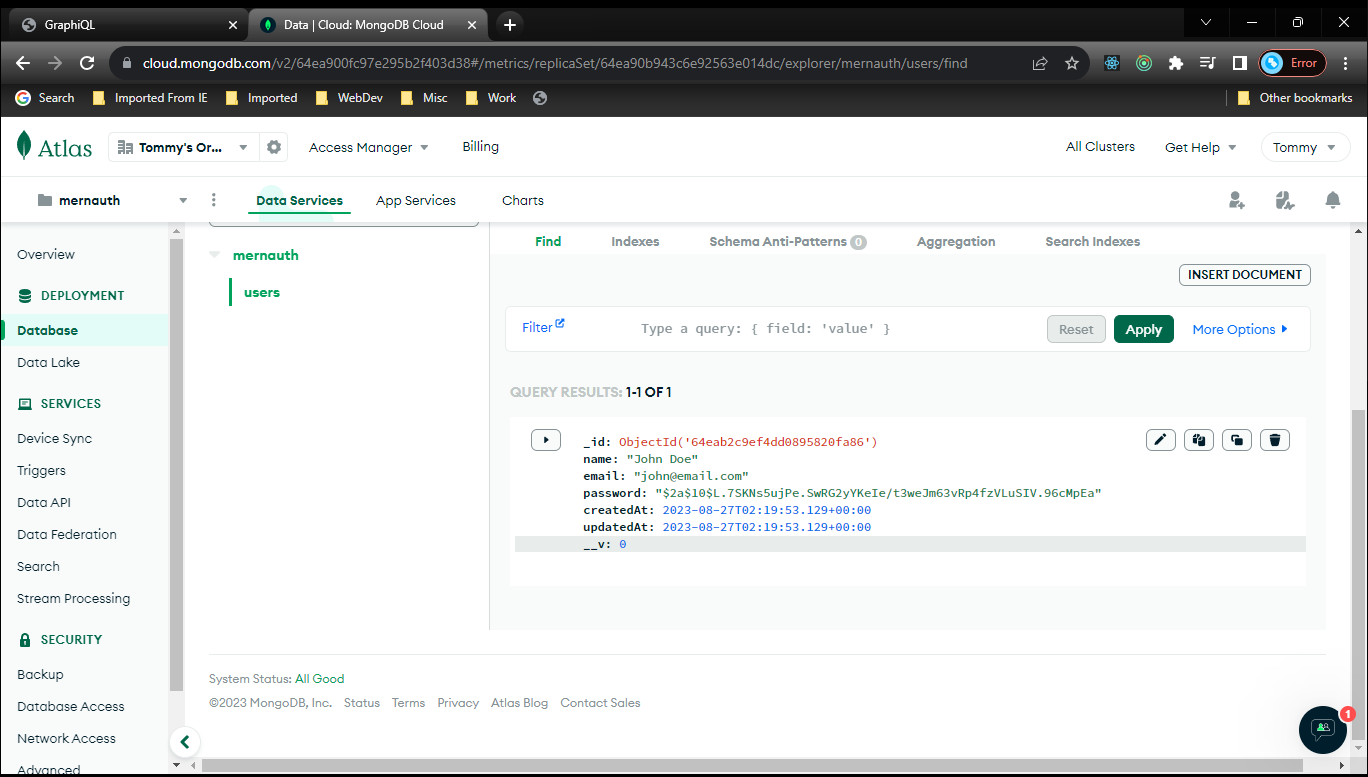 GraphiQL
Data | Cloud: MongoDB Cloud
cloud.mongodb.com/v2/64ea900fc97e295b2f403d38#/metrics/replicaSet/64ea90b943c6e92563e014dc/explorer/mernauth/users/find
Error
Search Imported From IE Imported WebDev Misc Work Other bookmarks
Atlas Tommy's Or... Access Manager Billing All Clusters Get Help Tommy
mernauth Data Services App Services Charts
Overview
DEPLOYMENT
Database
Data Lake
SERVICES
Device Sync
Triggers
Data API
Data Federation
Search
Stream Processing
SECURITY
Backup
Database Access
Network Access
Advanced
mernauth
users
Find Indexes Schema Anti-Patterns 0 Aggregation Search Indexes
INSERT DOCUMENT
Filter Type a query: { field: 'value' } Reset Apply More Options
QUERY RESULTS: 1-1 OF 1
_id: ObjectId('64eab2c9ef4dd0895820fa86')
name: "John Doe"
email: "john@email.com"
password: "$2a$10$L.7SKNs5ujPe.SwRG2yYKeIe/t3weJm63vRp4fzVLuSIV.96cMpEa"
createdAt: 2023-08-27T02:19:53.129+00:00
updatedAt: 2023-08-27T02:19:53.129+00:00
__v: 0
System Status: All Good
©2023 MongoDB, Inc. Status Terms Privacy Atlas Blog Contact Sales
1